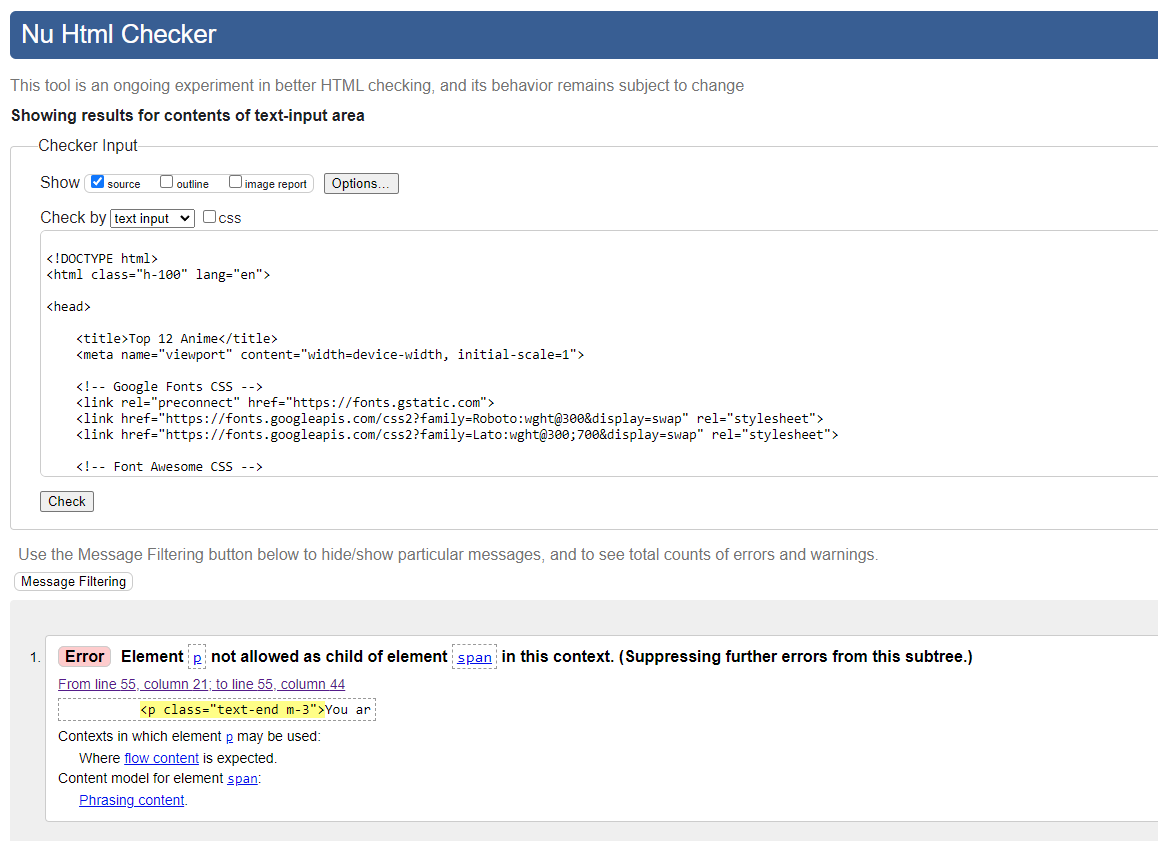 Nu Html Checker
This tool is an ongoing experiment in better HTML checking, and its behavior remains subject to change
Showing results for contents of text-input area
Checker Input
Show source outline image report Options...
Check by text input css
<!DOCTYPE html>
<html class="h-100" lang="en">
<head>
<title>Top 12 Anime</title>
<meta name="viewport" content="width=device-width, initial-scale=1">
<!-- Google Fonts CSS -->
<link rel="preconnect" href="https://fonts.gstatic.com">
<link href="https://fonts.googleapis.com/css2?family=Roboto:wght@300&display=swap" rel="stylesheet">
<link href="https://fonts.googleapis.com/css2?family=Lato:wght@300;700&display=swap" rel="stylesheet">
<!-- Font Awesome CSS -->
Check
Use the Message Filtering button below to hide/show particular messages, and to see total counts of errors and warnings.
Message Filtering
1. Error Element p not allowed as child of element span in this context. (Suppressing further errors from this subtree.)
From line 55, column 21; to line 55, column 44
<p class="text-end m-3">You ar
Contexts in which element p may be used:
Where flow content is expected.
Content model for element span:
Phrasing content.